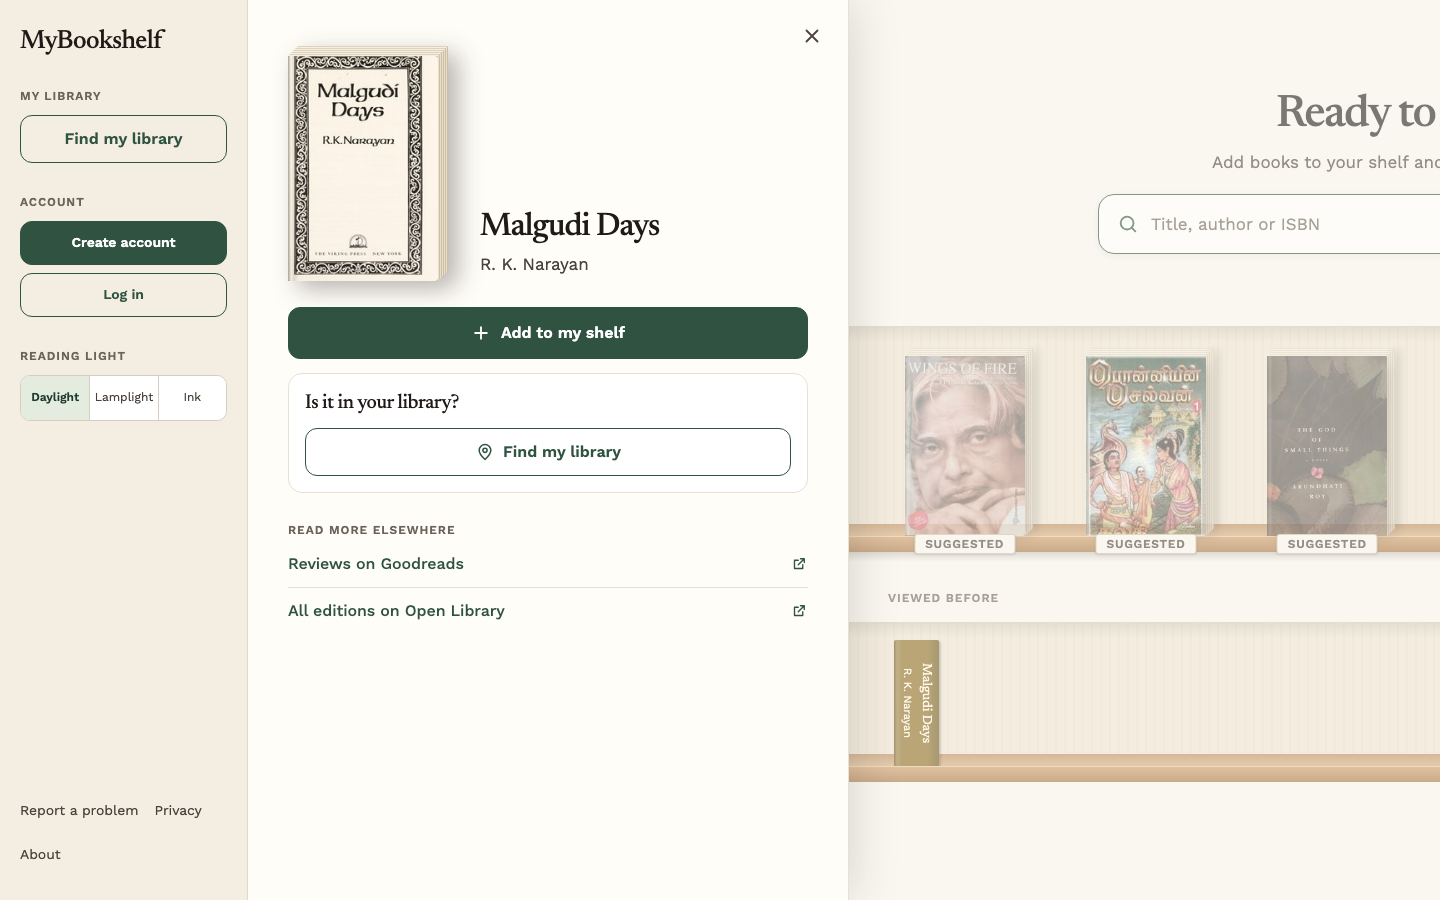 MyBookshelf
MY LIBRARY
Find my library
ACCOUNT
Create account
Log in
READING LIGHT
Daylight Lamplight Ink
Report a problem Privacy
About
Malgudi
Days
R.K.Narayan
THE VIKING PRESS NEW YORK
Malgudi Days
R. K. Narayan
Add to my shelf
Is it in your library?
Find my library
READ MORE ELSEWHERE
Reviews on Goodreads
All editions on Open Library
Ready to
Add books to your shelf and
Title, author or ISBN
WINGS OF FIRE
பொன்னியின்
செல்வன்
1
THE GOD
OF
SMALL THINGS
ARUNDHATI
ROY
SUGGESTED
SUGGESTED
SUGGESTED
VIEWED BEFORE
Malgudi Days
R. K. Narayan